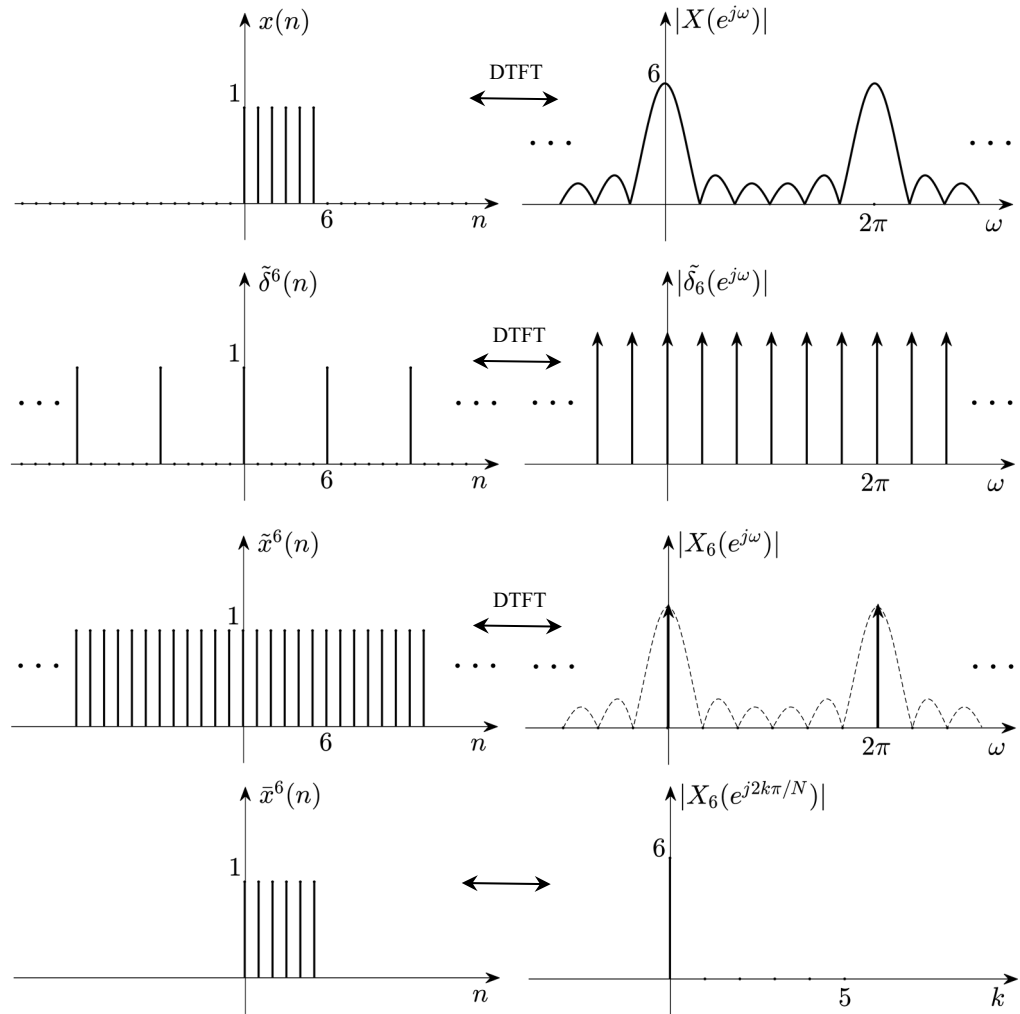 x(n)
|X(e^{jω})|
DTFT
6
1
· · ·
· · ·
6
n
2π
ω
δ̃⁶(n)
|δ̃₆(e^{jω})|
DTFT
1
· · ·
· · ·
· · ·
· · ·
6
n
2π
ω
x̃⁶(n)
|X₆(e^{jω})|
DTFT
1
· · ·
· · ·
· · ·
· · ·
6
n
2π
ω
x̄⁶(n)
|X₆(e^{j2kπ/N})|
6
1
n
5
k